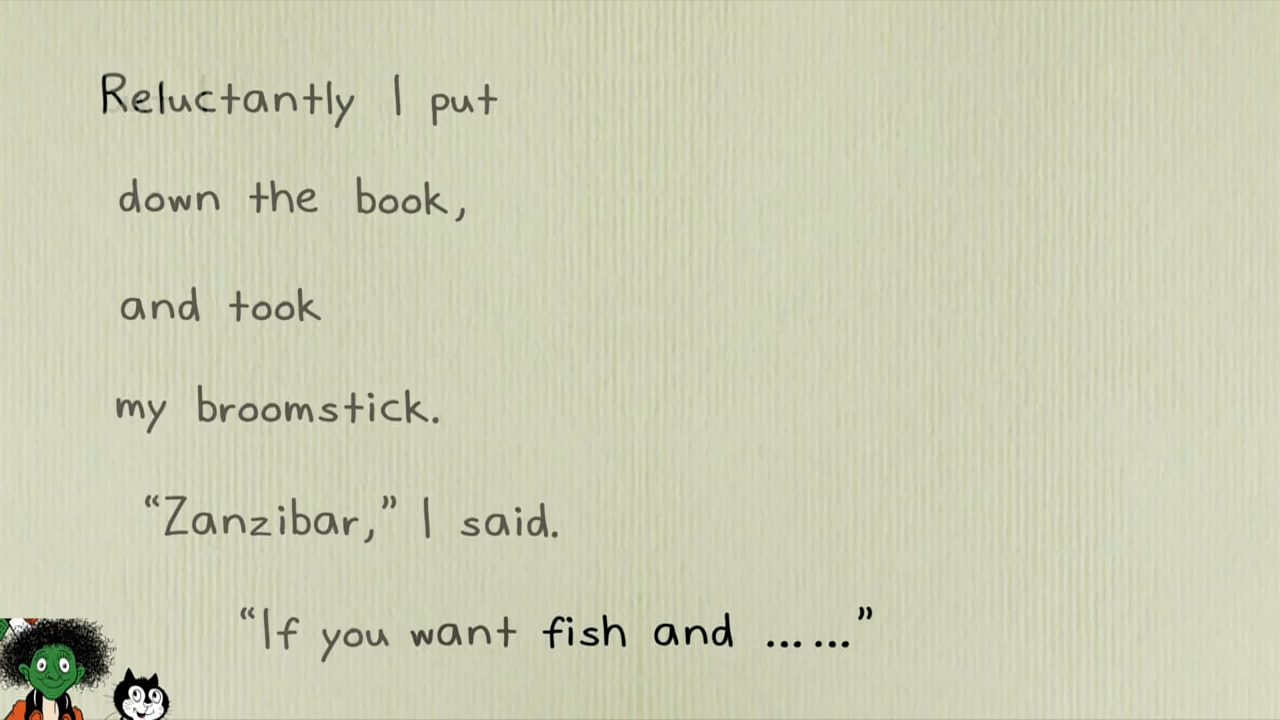 Reluctantly I put
down the book,
and took
my broomstick.
“Zanzibar,” I said.
“If you want fish and ... ...”